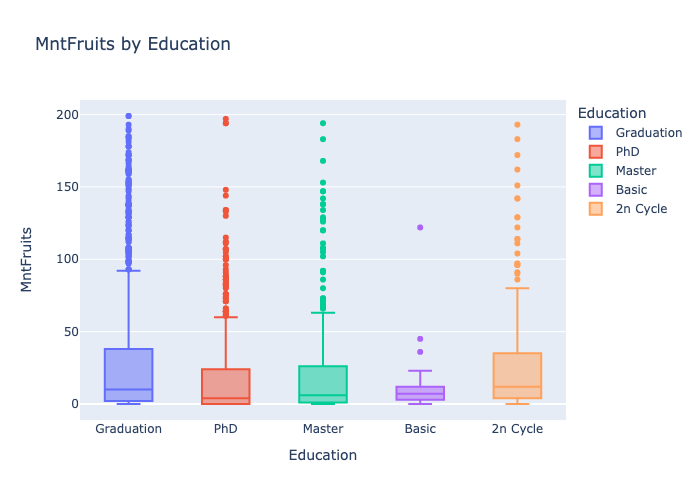 MntFruits by Education
Education
Graduation
PhD
Master
Basic
2n Cycle
200
150
100
50
0
MntFruits
Graduation PhD Master Basic 2n Cycle
Education